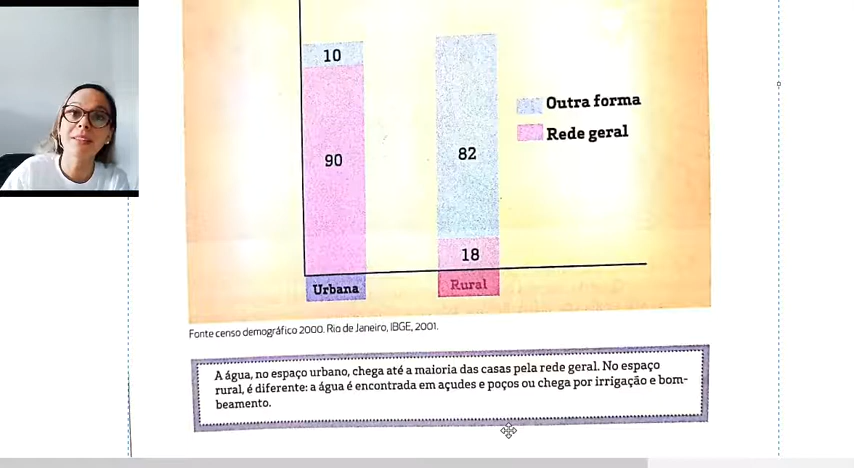 10
90
82
18
Outra forma
Rede geral
Urbana
Rural
Fonte censo demográfico 2000. Rio de Janeiro, IBGE, 2001.
A água, no espaço urbano, chega até a maioria das casas pela rede geral. No espaço
rural, é diferente: a água é encontrada em açudes e poços ou chega por irrigação e bom-
beamento.